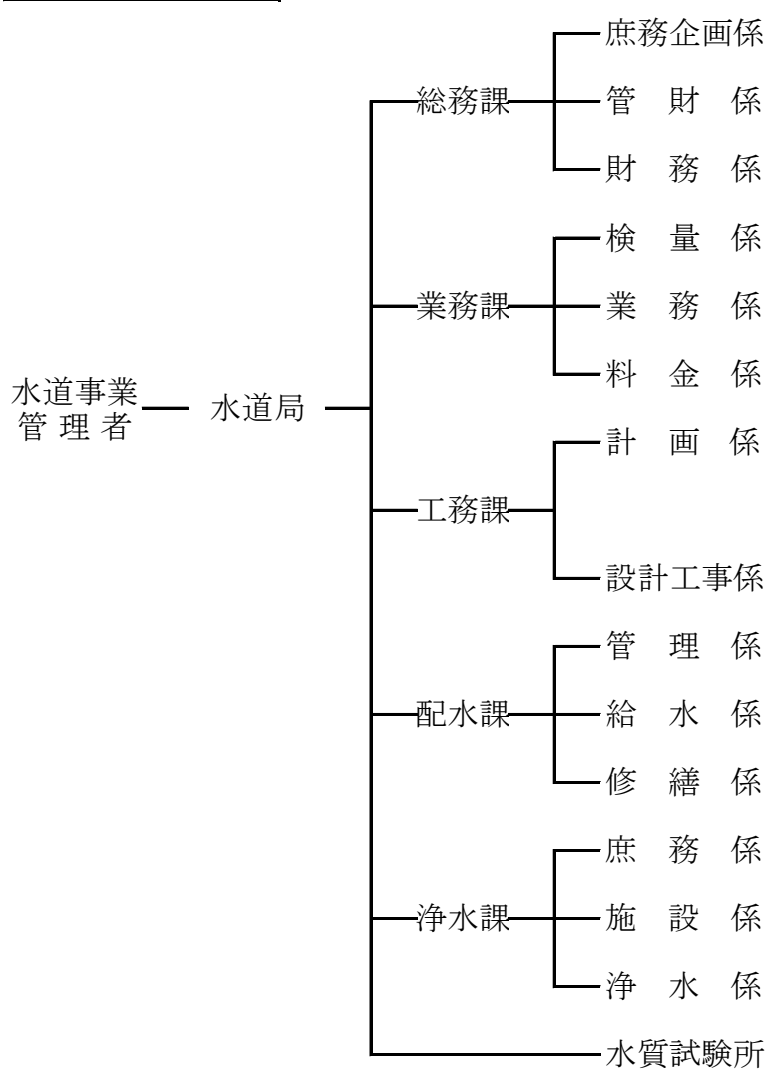 水道事業
管理者
水道局
総務課
庶務企画係
管財係
財務係
業務課
検量係
業務係
料金係
工務課
計画係
設計工事係
配水課
管理係
給水係
修繕係
浄水課
庶務係
施設係
浄水係
水質試験所